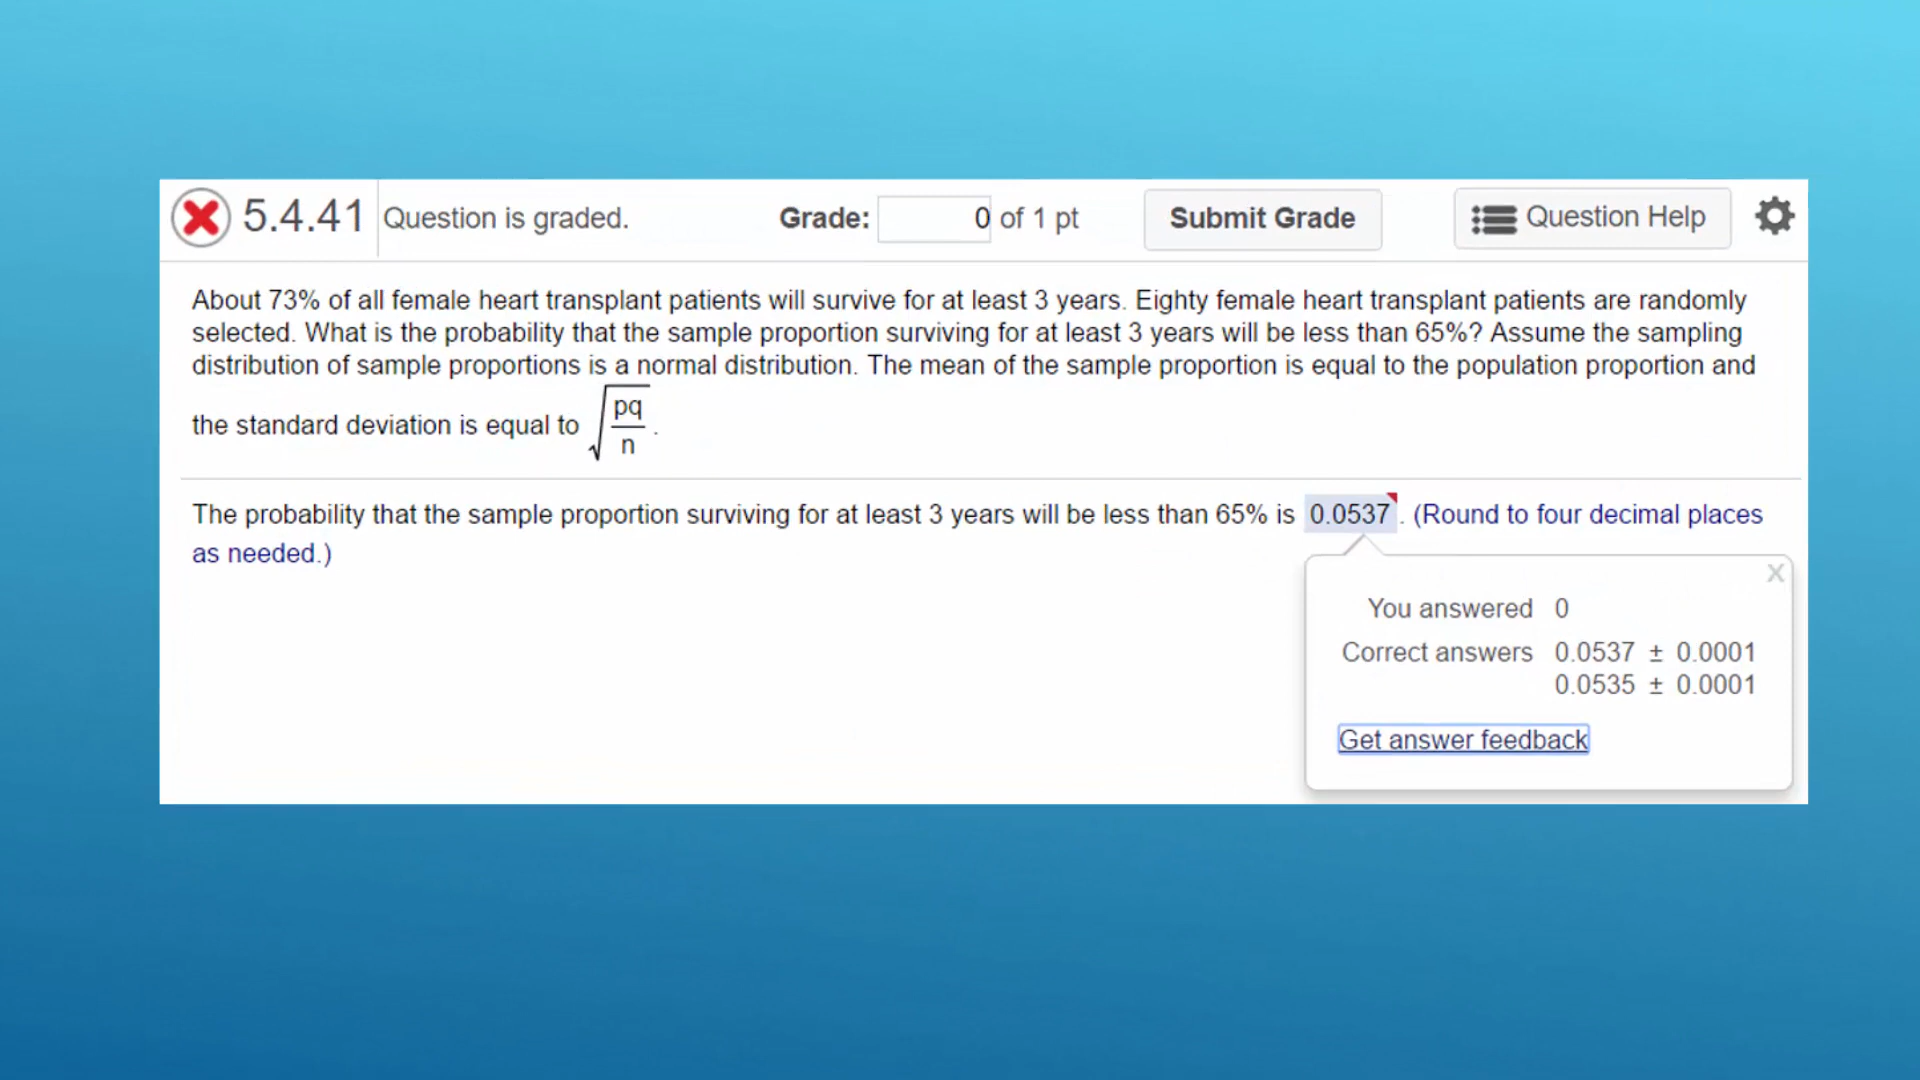 5.4.41 Question is graded. Grade: 0 of 1 pt Submit Grade Question Help
About 73% of all female heart transplant patients will survive for at least 3 years. Eighty female heart transplant patients are randomly
selected. What is the probability that the sample proportion surviving for at least 3 years will be less than 65%? Assume the sampling
distribution of sample proportions is a normal distribution. The mean of the sample proportion is equal to the population proportion and
the standard deviation is equal to √(pq/n).
The probability that the sample proportion surviving for at least 3 years will be less than 65% is 0.0537. (Round to four decimal places
as needed.)
X
You answered 0
Correct answers 0.0537 ± 0.0001
0.0535 ± 0.0001
Get answer feedback